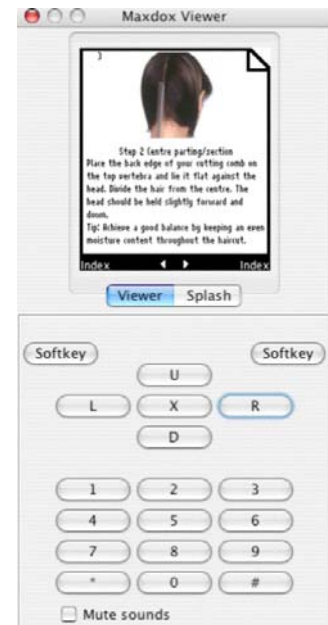 Maxdox Viewer
Step 2 Centre parting/section
Place the back edge of your cutting comb on
the top vertebra and lie it flat against the
head. Divide the hair from the centre. The
head should be held slightly forward and
down.
Tip: Achieve a good balance by keeping an even
moisture content throughout the haircut.
Index Index
Viewer Splash
Softkey Softkey
U
L X R
D
1 2 3
4 5 6
7 8 9
* 0 #
Mute sounds